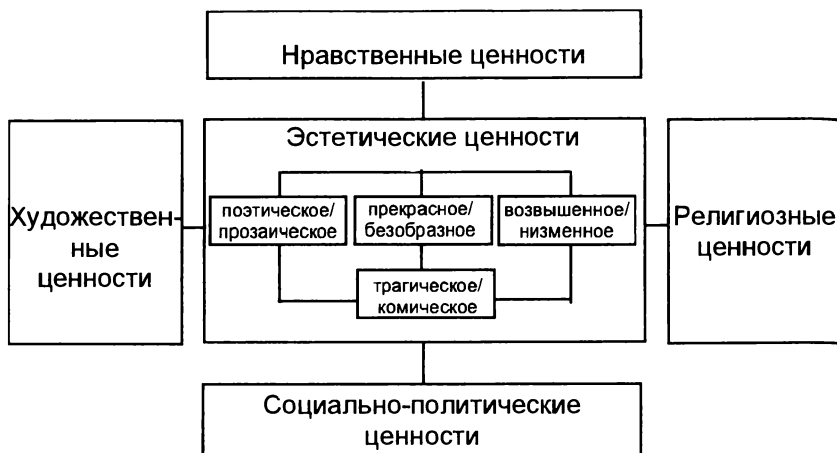 Нравственные ценности
Эстетические ценности
поэтическое/
прозаическое
прекрасное/
безобразное
возвышенное/
низменное
трагическое/
комическое
Художествен-
ные
ценности
Религиозные
ценности
Социально-политические
ценности